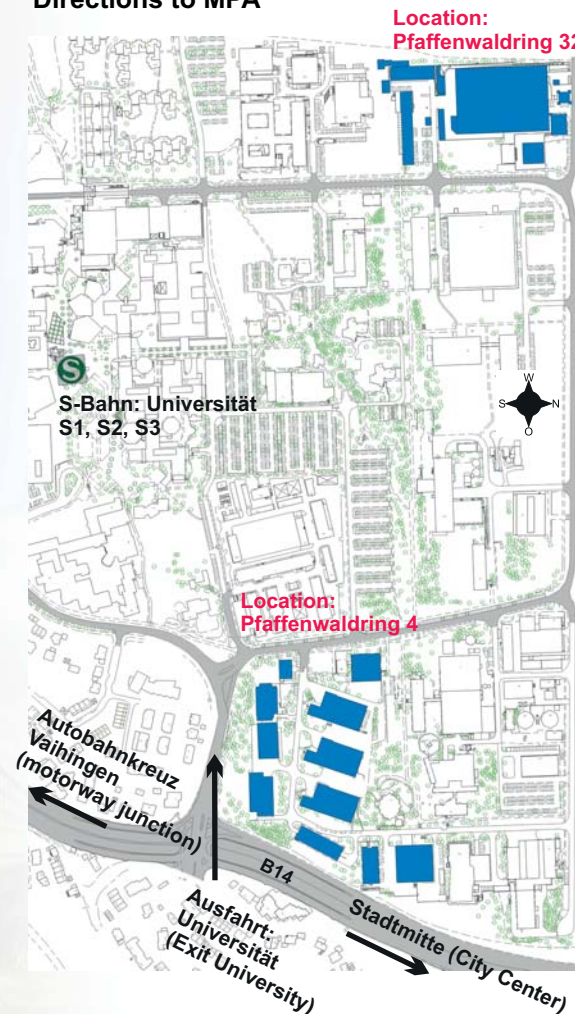 Directions to MPA
Location:
Pfaffenwaldring 32
S
S-Bahn: Universität
S1, S2, S3
W
S
N
O
Location:
Pfaffenwaldring 4
Autobahnkreuz
Vaihingen
(motorway junction)
B14
Ausfahrt:
Universität
(Exit University)
Stadtmitte (City Center)